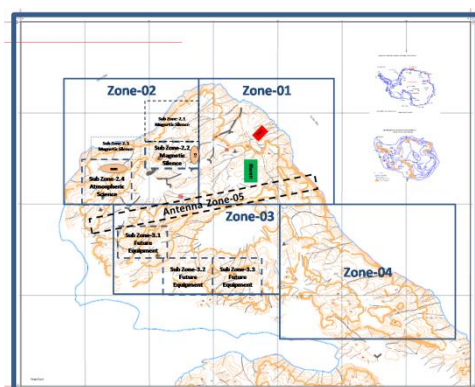 Zone-02
Zone-01
Sub Zone-2.1
Magnetic Silence
Sub Zone-2.3
Magnetic Silence
Sub Zone-2.2
Magnetic
Silence
Sub Zone-2.4
Atmospheric
Science
Antenna Zone-05
Zone-03
Sub Zone-3.1
Future
Equipment
Zone-04
Sub Zone-3.2
Future
Equipment
Sub Zone-3.3
Future
Equipment